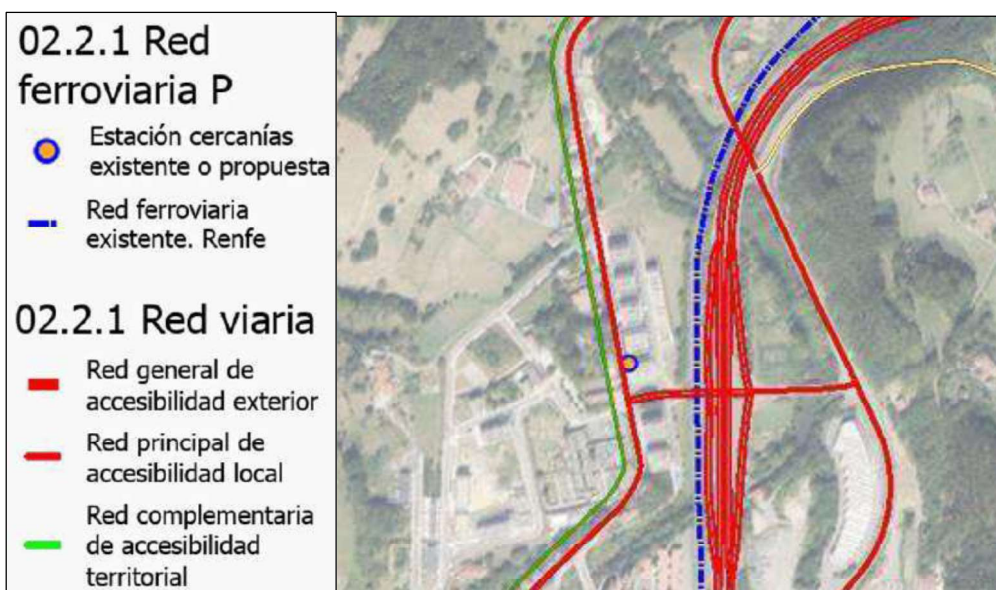 02.2.1 Red
ferroviaria P
Estación cercanías
existente o propuesta
Red ferroviaria
existente. Renfe
02.2.1 Red viaria
Red general de
accesibilidad exterior
Red principal de
accesibilidad local
Red complementaria
de accesibilidad
territorial